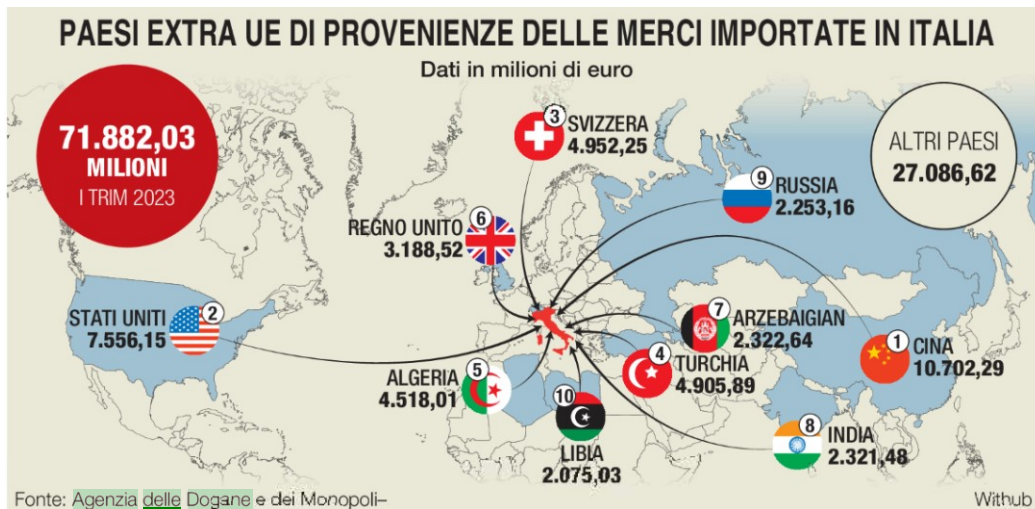 PAESI EXTRA UE DI PROVENIENZE DELLE MERCI IMPORTATE IN ITALIA
Dati in milioni di euro
71.882,03
MILIONI
I TRIM 2023
3
SVIZZERA
4.952,25
ALTRI PAESI
27.086,62
9
RUSSIA
2.253,16
6
REGNO UNITO
3.188,52
2
STATI UNITI
7.556,15
7
ARZEBAIGIAN
2.322,64
1
CINA
10.702,29
4
TURCHIA
4.905,89
5
ALGERIA
4.518,01
10
LIBIA
2.075,03
8
INDIA
2.321,48
Fonte: Agenzia delle Dogane e dei Monopoli–
Withub